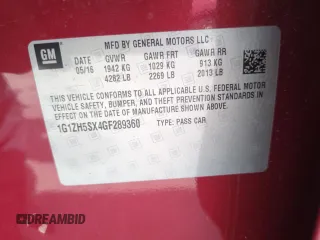 MFD BY GENERAL MOTORS LLC
GM
GVWR GAWR FRT GAWR RR
05/16 1942 KG 1029 KG 913 KG
4282 LB 2269 LB 2013 LB
THIS VEHICLE CONFORMS TO ALL APPLICABLE U.S. FEDERAL MOTOR
VEHICLE SAFETY, BUMPER, AND THEFT PREVENTION STANDARDS
IN EFFECT ON THE DATE OF MANUFACTURE SHOWN ABOVE.
1G1ZH5SX4GF289360 TYPE: PASS CAR
DREAMBID